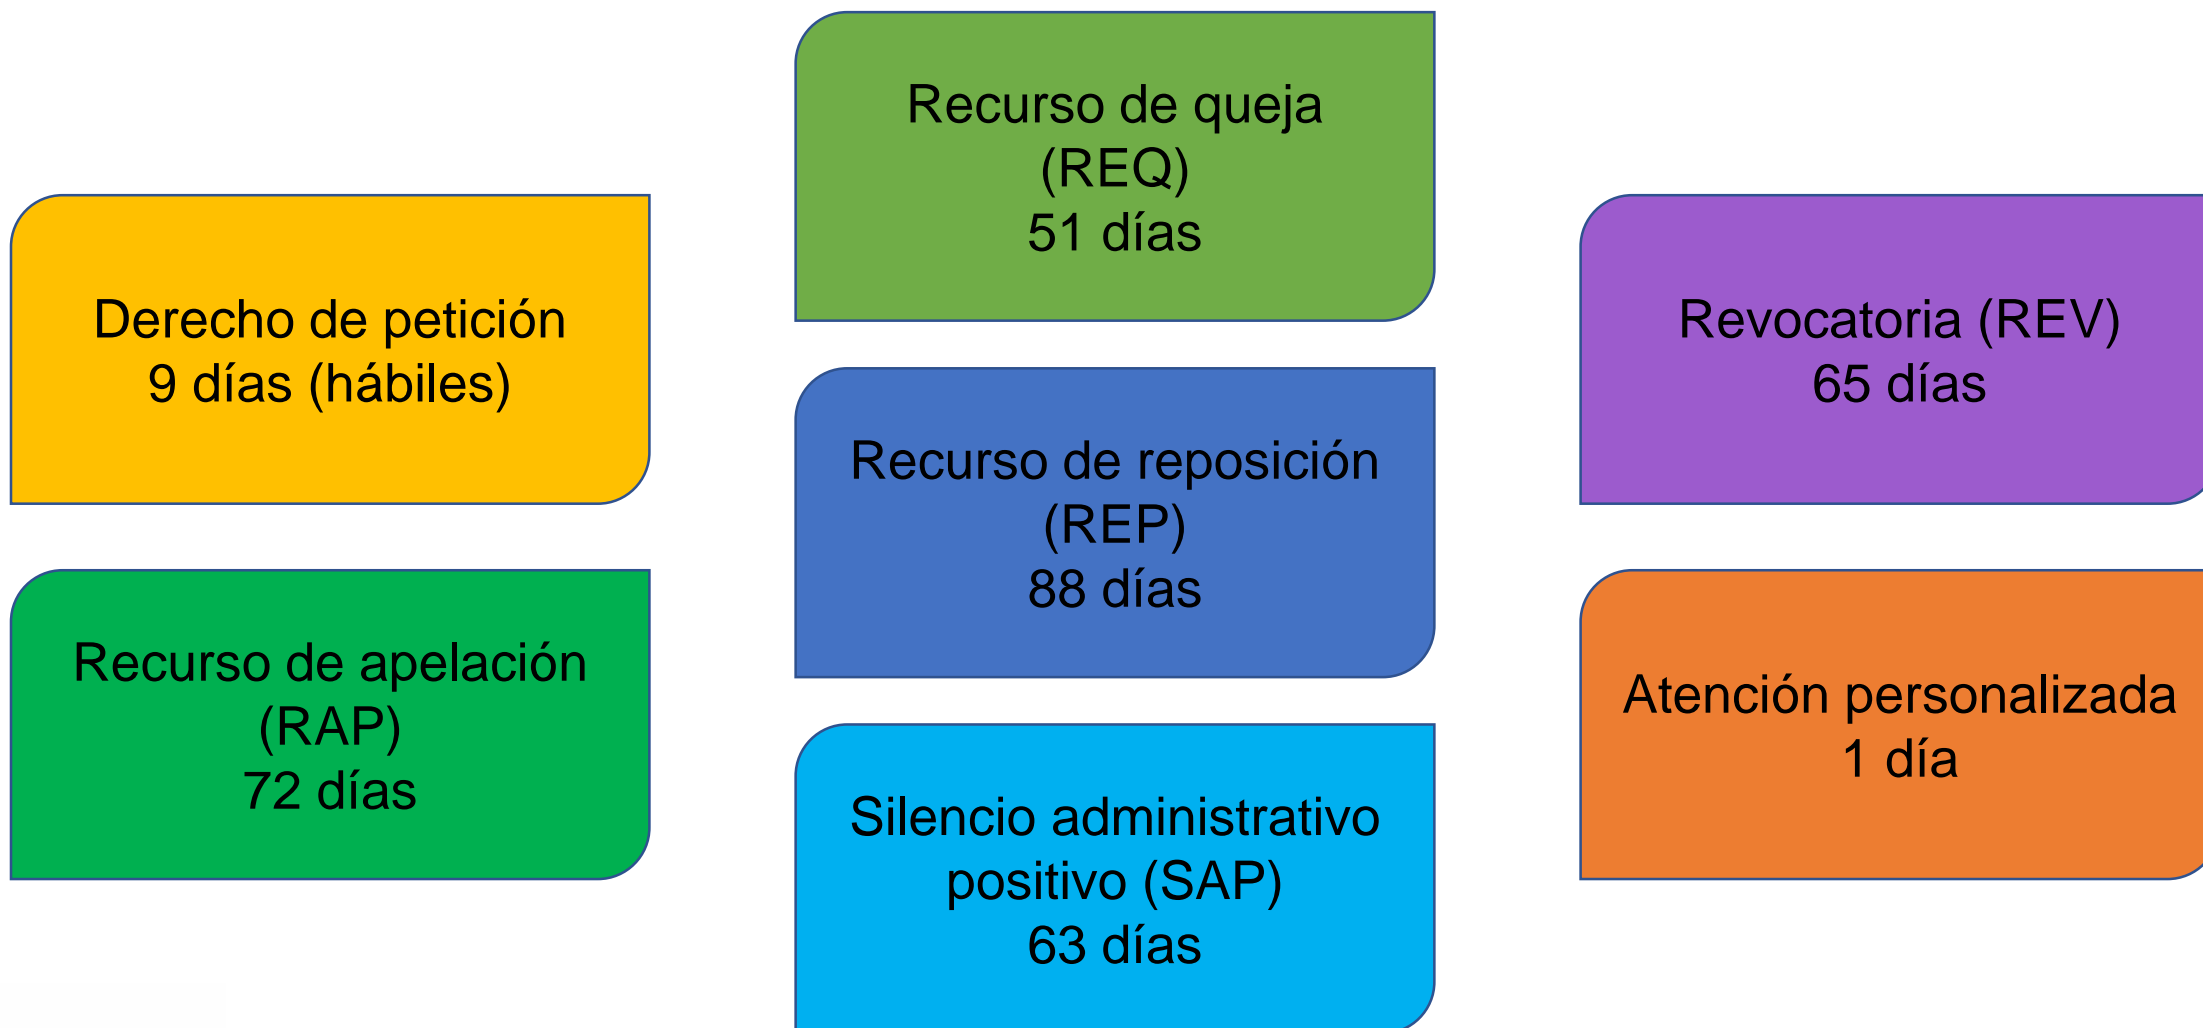 Derecho de petición
9 días (hábiles)
Recurso de apelación
(RAP)
72 días
Recurso de queja
(REQ)
51 días
Recurso de reposición
(REP)
88 días
Silencio administrativo
positivo (SAP)
63 días
Revocatoria (REV)
65 días
Atención personalizada
1 día